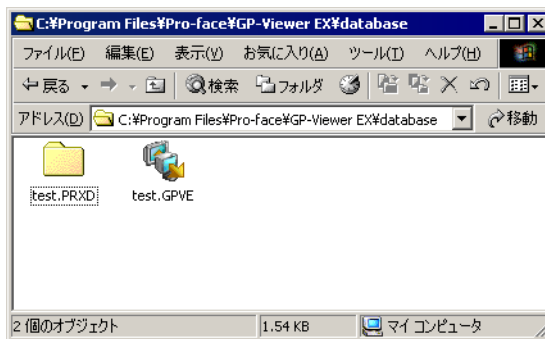 C:¥Program Files¥Pro-face¥GP-Viewer EX¥database
ファイル(F) 編集(E) 表示(V) お気に入り(A) ツール(T) ヘルプ(H)
戻る 検索 フォルダ
アドレス(D) C:¥Program Files¥Pro-face¥GP-Viewer EX¥database 移動
test.PRXD test.GPVE
2 個のオブジェクト 1.54 KB マイ コンピュータ